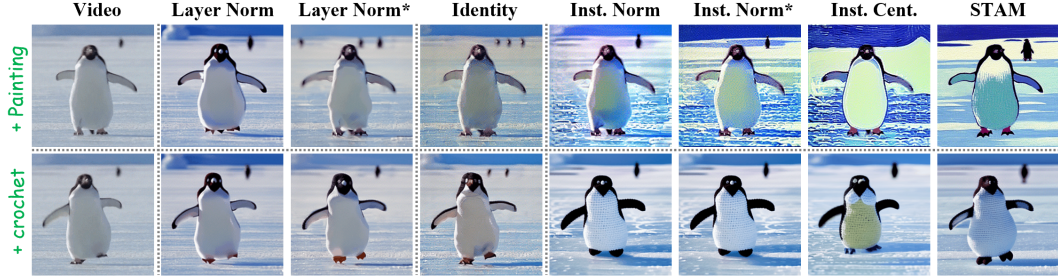 Video Layer Norm Layer Norm* Identity Inst. Norm Inst. Norm* Inst. Cent. STAM
+ Painting
+ crochet